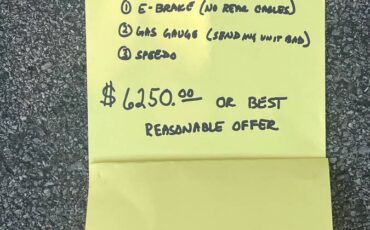 ① E-BRAKE (NO REAR CABLES)
② GAS GAUGE (SENDING UNIT BAD)
③ SPEEDO
$6250.00 OR BEST
REASONABLE OFFER